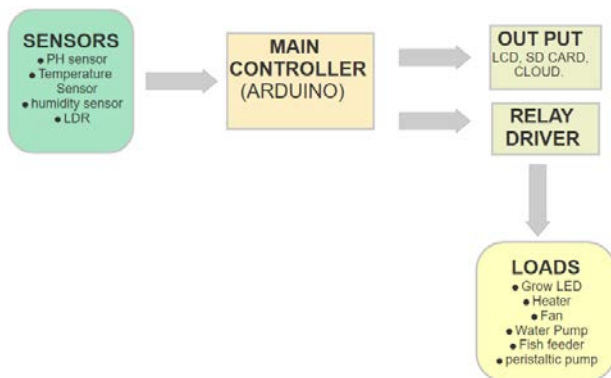 SENSORS
● PH sensor
● Temperature
Sensor
● humidity sensor
● LDR
MAIN
CONTROLLER
(ARDUINO)
OUT PUT
LCD, SD CARD,
CLOUD.
RELAY
DRIVER
LOADS
● Grow LED
● Heater
● Fan
● Water Pump
● Fish feeder
● peristaltic pump